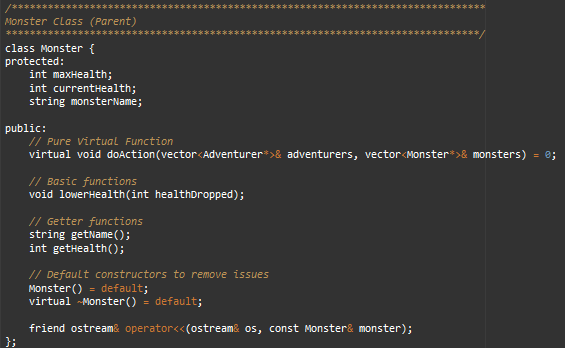 /*******************************************************************************
Monster Class (Parent)
*******************************************************************************/
class Monster {
protected:
    int maxHealth;
    int currentHealth;
    string monsterName;

public:
    // Pure Virtual Function
    virtual void doAction(vector<Adventurer*>& adventurers, vector<Monster*>& monsters) = 0;

    // Basic functions
    void lowerHealth(int healthDropped);

    // Getter functions
    string getName();
    int getHealth();

    // Default constructors to remove issues
    Monster() = default;
    virtual ~Monster() = default;

    friend ostream& operator<<(ostream& os, const Monster& monster);
};